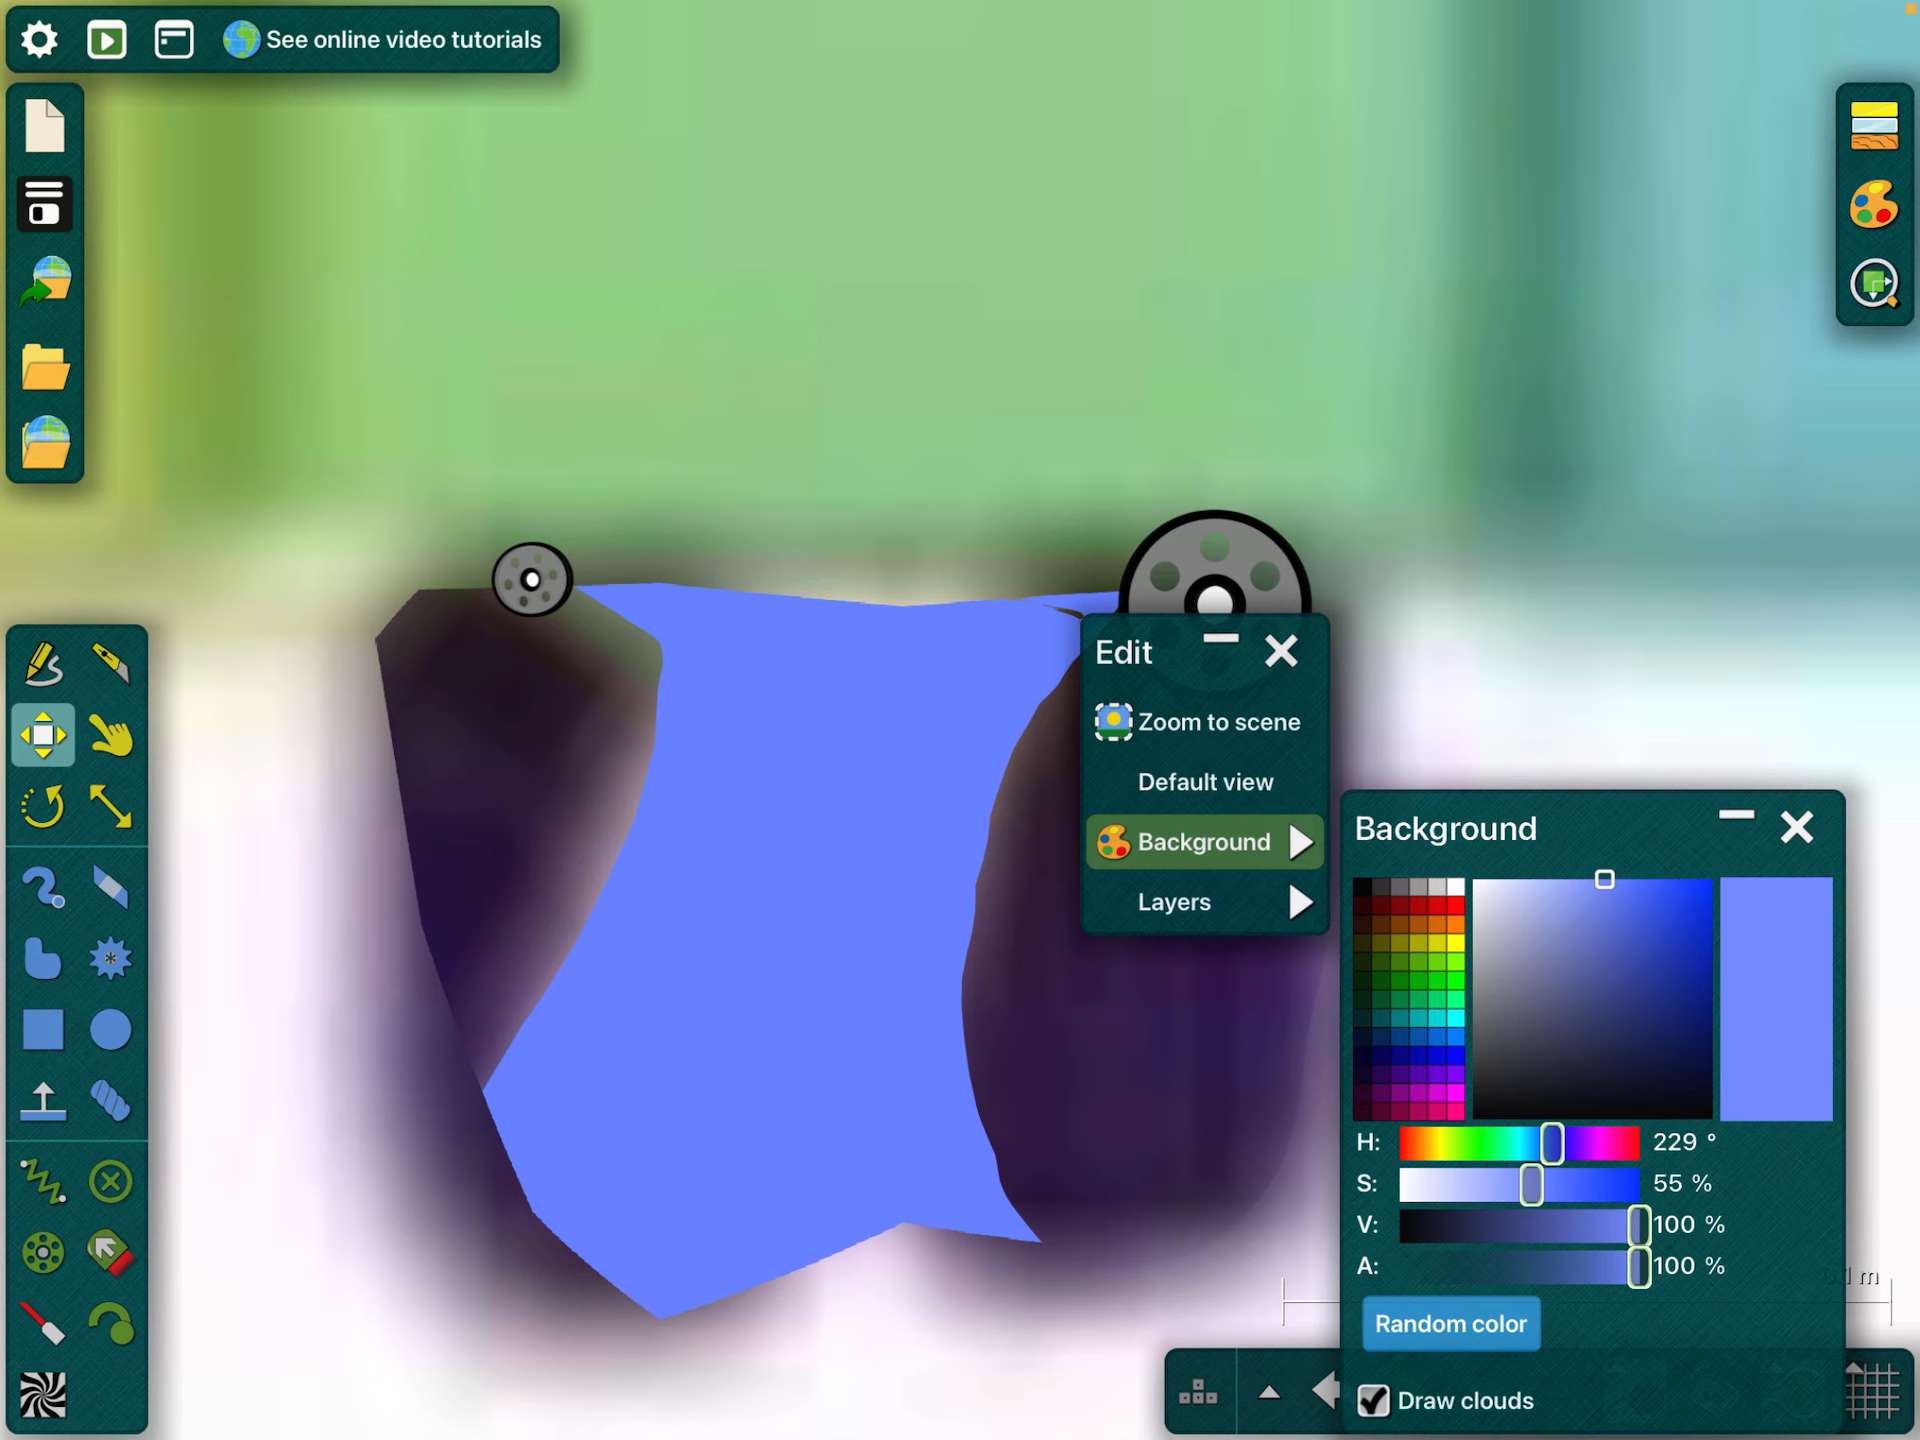 See online video tutorials
Edit
Zoom to scene
Default view
Background
Layers
Background
H: 229 °
S: 55 %
V: 100 %
A: 100 %
m
Random color
Draw clouds